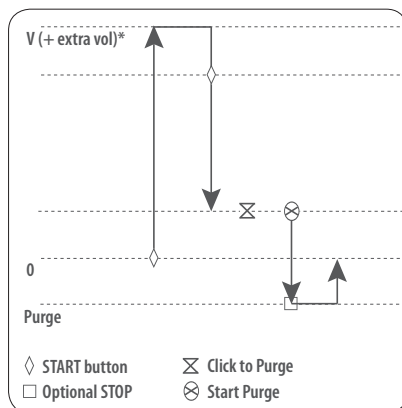 V (+ extra vol)*
0
Purge
START button
Click to Purge
Optional STOP
Start Purge